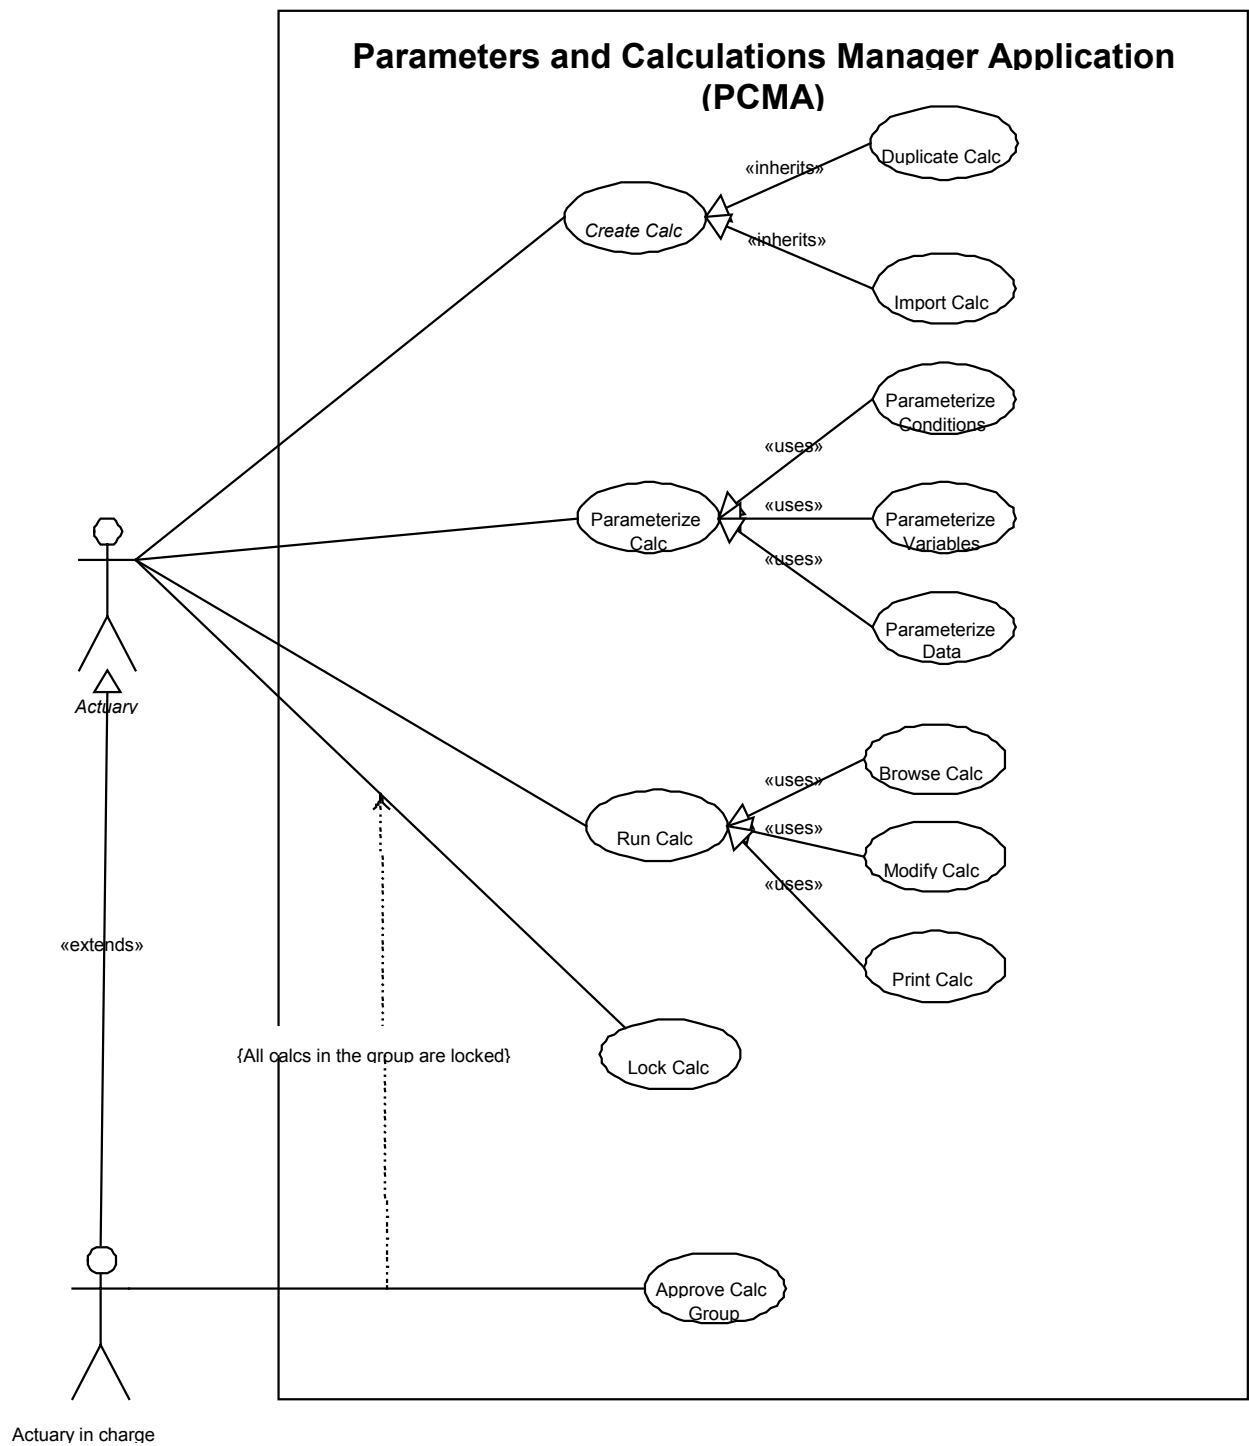 Parameters and Calculations Manager Application
(PCMA)
Duplicate Calc
«inherits»
Create Calc
«inherits»
Import Calc
Parameterize
Conditions
«uses»
Parameterize
Calc
«uses»
Parameterize
Variables
«uses»
Parameterize
Data
Actuary
Browse Calc
«uses»
Run Calc
«uses»
Modify Calc
«uses»
Print Calc
«extends»
{All calcs in the group are locked}
Lock Calc
Approve Calc
Group
Actuary in charge